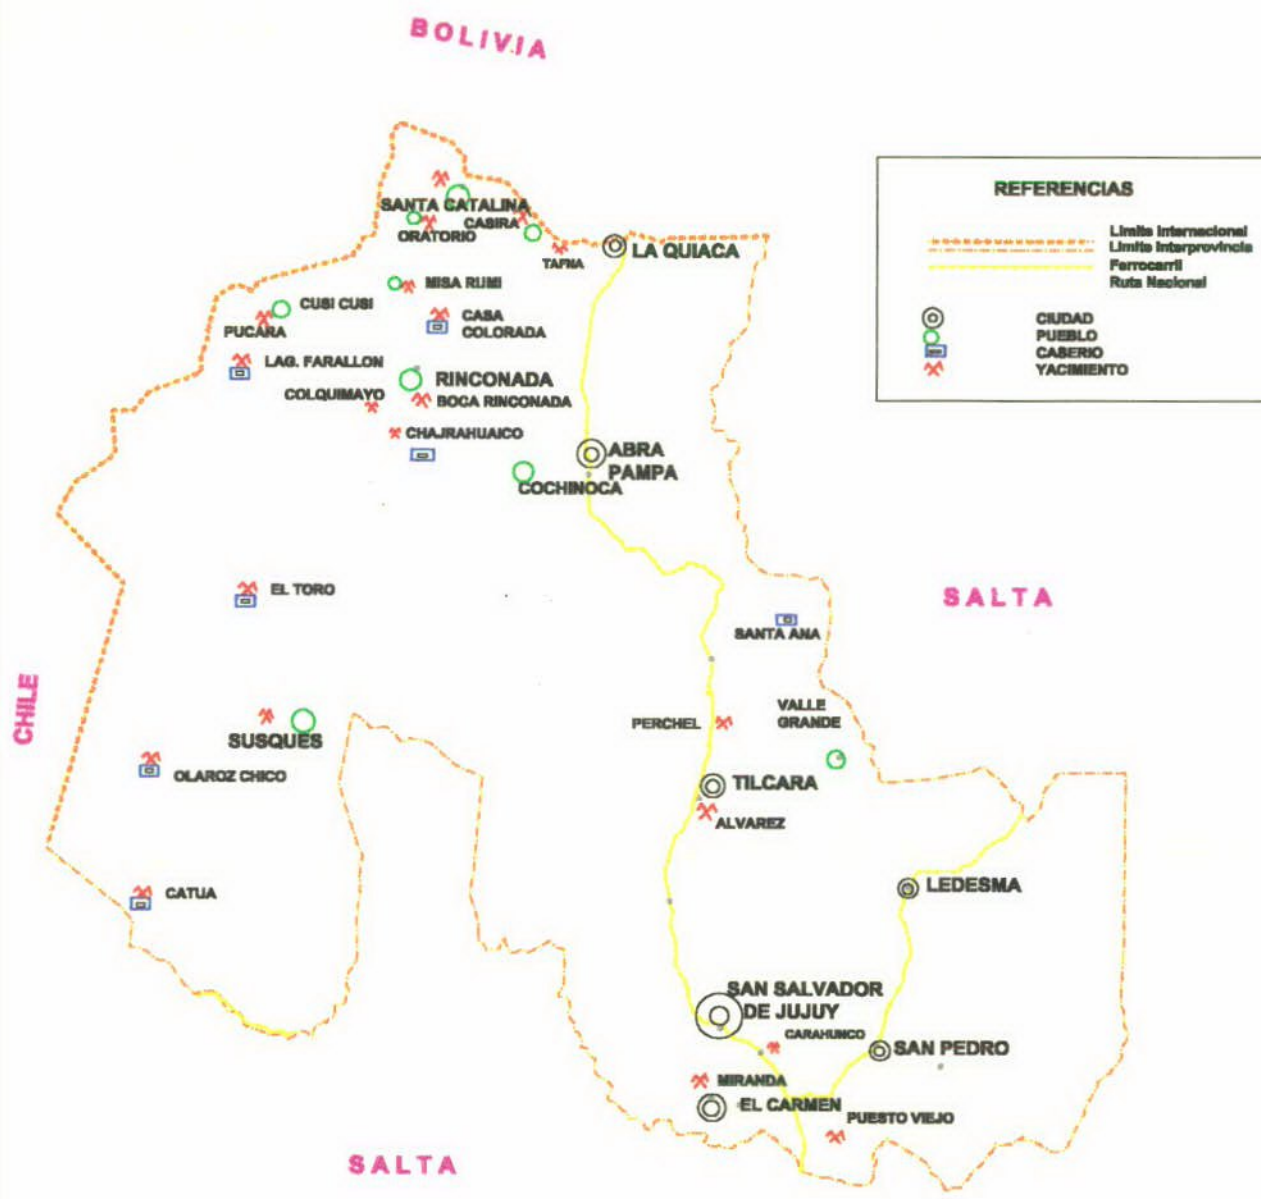 BOLIVIA
REFERENCIAS
Limite Internacional
Limite Interprovincia
Ferrocarril
Ruta Nacional
CIUDAD
PUEBLO
CASERIO
YACIMIENTO
SANTA CATALINA
ORATORIO
CASIRA
TAFNA
LA QUIACA
MISA RUMI
CUSI CUSI
PUCARA
CASA
COLORADA
LAG. FARALLON
COLQUIMAYO
RINCONADA
BOCA RINCONADA
CHAJRAHUAICO
ABRA
PAMPA
COCHINOCA
EL TORO
SALTA
SANTA ANA
CHILE
VALLE
GRANDE
PERCHEL
SUSQUES
OLAROZ CHICO
TILCARA
ALVAREZ
CATUA
LEDESMA
SAN SALVADOR
DE JUJUY
CARAHUNCO
SAN PEDRO
MIRANDA
EL CARMEN
PUESTO VIEJO
SALTA